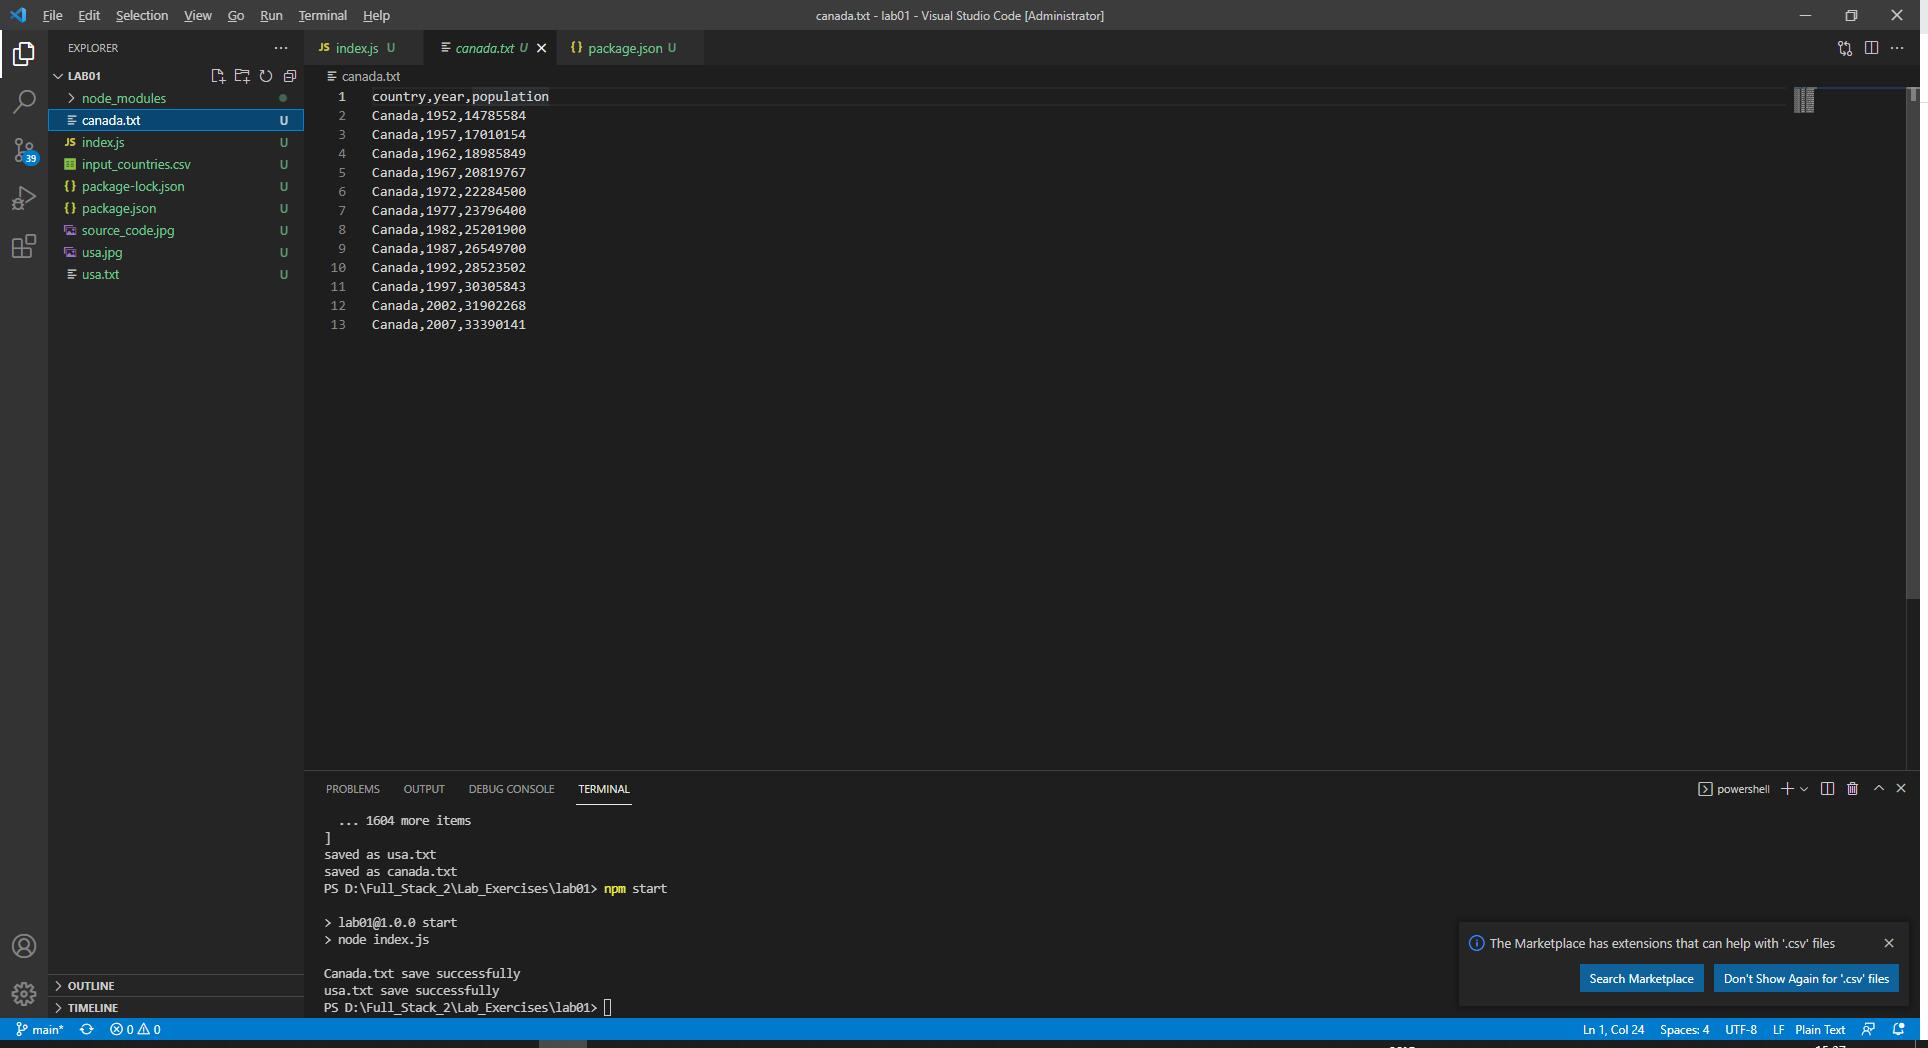 File Edit Selection View Go Run Terminal Help
canada.txt - lab01 - Visual Studio Code [Administrator]
EXPLORER
LAB01
node_modules
canada.txt U
index.js U
input_countries.csv U
package-lock.json U
package.json U
source_code.jpg U
usa.jpg U
usa.txt U
39
OUTLINE
TIMELINE
JS index.js U
canada.txt U
{} package.json U
canada.txt
1 country,year,population
2 Canada,1952,14785584
3 Canada,1957,17010154
4 Canada,1962,18985849
5 Canada,1967,20819767
6 Canada,1972,22284500
7 Canada,1977,23796400
8 Canada,1982,25201900
9 Canada,1987,26549700
10 Canada,1992,28523502
11 Canada,1997,30305843
12 Canada,2002,31902268
13 Canada,2007,33390141
PROBLEMS OUTPUT DEBUG CONSOLE TERMINAL
powershell
... 1604 more items
]
saved as usa.txt
saved as canada.txt
PS D:\Full_Stack_2\Lab_Exercises\lab01> npm start
> lab01@1.0.0 start
> node index.js
Canada.txt save successfully
usa.txt save successfully
PS D:\Full_Stack_2\Lab_Exercises\lab01>
The Marketplace has extensions that can help with '.csv' files
Search Marketplace
Don't Show Again for '.csv' files
main* 0 0
Ln 1, Col 24 Spaces: 4 UTF-8 LF Plain Text